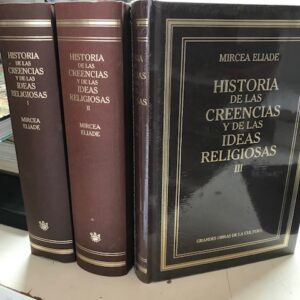 HISTORIA
DE LAS
CREENCIAS
Y DE LAS
IDEAS
RELIGIOSAS
MIRCEA
ELIADE
HISTORIA
DE LAS
CREENCIAS
Y DE LAS
IDEAS
RELIGIOSAS
II
MIRCEA
ELIADE
MIRCEA ELIADE
HISTORIA
DE LAS
CREENCIAS
Y DE LAS
IDEAS
RELIGIOSAS
III
GRANDES OBRAS DE LA CULTURA